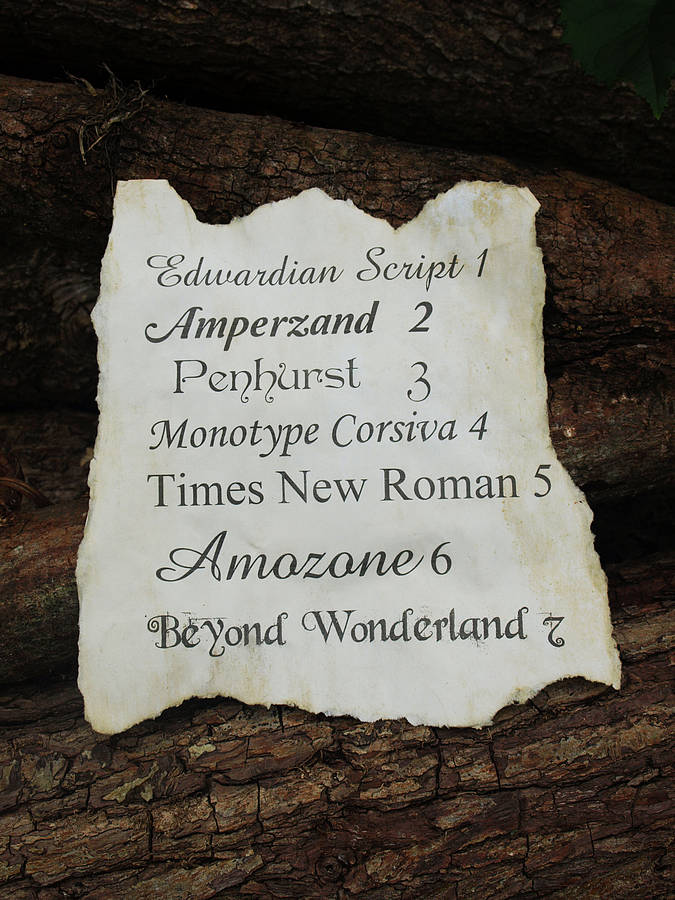 Edwardian Script 1
Amperzand 2
Penhurst 3
Monotype Corsiva 4
Times New Roman 5
Amozone 6
Beyond Wonderland 7